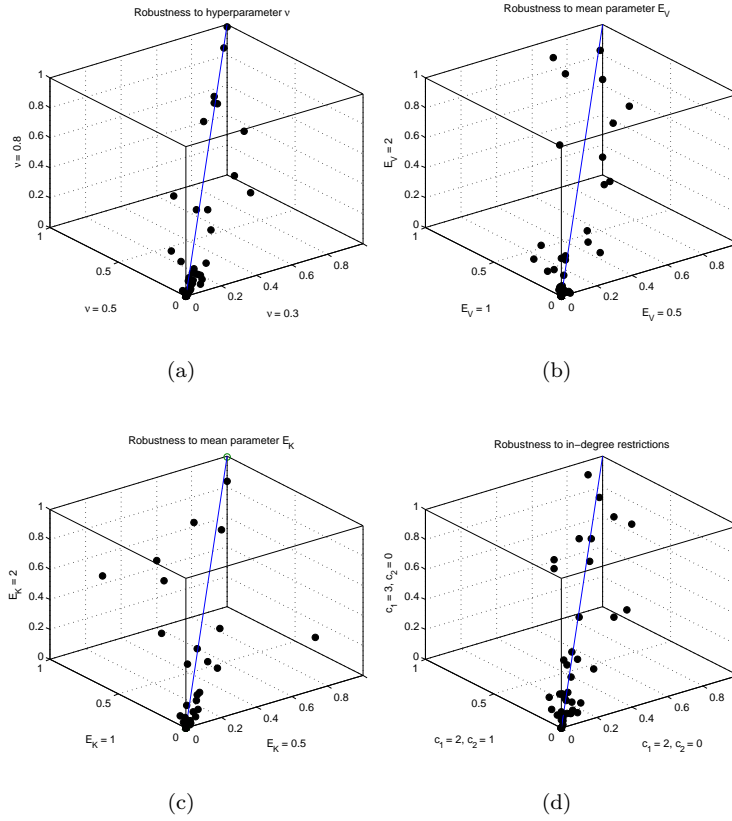 Robustness to hyperparameter ν
1
0.8
0.6
0.4
0.2
0
1
0.5
0
0
0.2
0.4
0.6
0.8
ν = 0.8
ν = 0.5
ν = 0.3
(a)
Robustness to mean parameter E_V
1
0.8
0.6
0.4
0.2
0
1
0.5
0
0
0.2
0.4
0.6
0.8
E_V = 2
E_V = 1
E_V = 0.5
(b)
Robustness to mean parameter E_K
1
0.8
0.6
0.4
0.2
0
1
0.5
0
0
0.2
0.4
0.6
0.8
E_K = 2
E_K = 1
E_K = 0.5
(c)
Robustness to in−degree restrictions
1
0.8
0.6
0.4
0.2
0
1
0.5
0
0
0.2
0.4
0.6
0.8
c_1 = 3, c_2 = 0
c_1 = 2, c_2 = 1
c_1 = 2, c_2 = 0
(d)